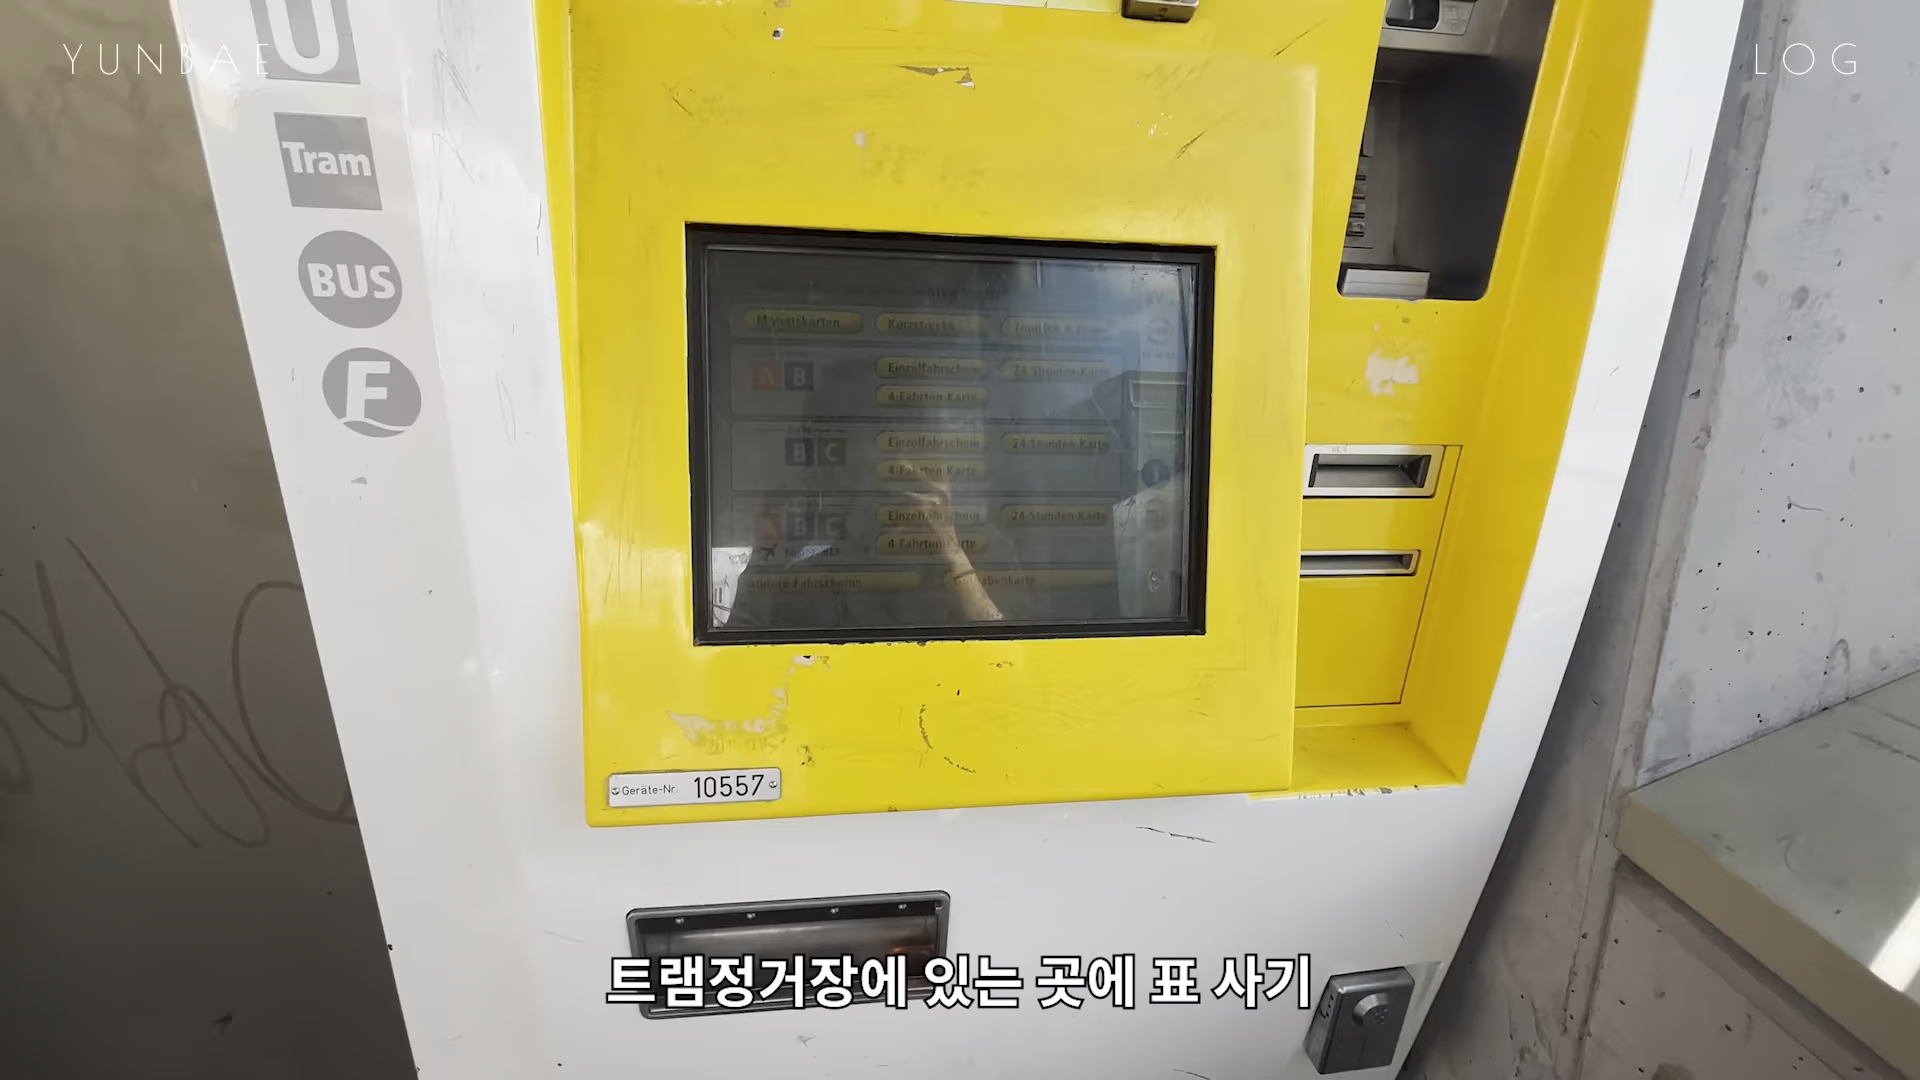 YUNBAE
LOG
U
Tram
BUS
F
Monatskarten
Kurzstrecke
A B
Einzelfahrschein
24-Stunden-Karte
4-Fahrten-Karte
B C
Einzelfahrschein
24-Stunden-Karte
4-Fahrten-Karte
A B C
Einzelfahrschein
24-Stunden-Karte
4-Fahrten-Karte
Andere Fahrscheine
Guthabenkarte
Geräte-Nr. 10557
트램정거장에 있는 곳에 표 사기